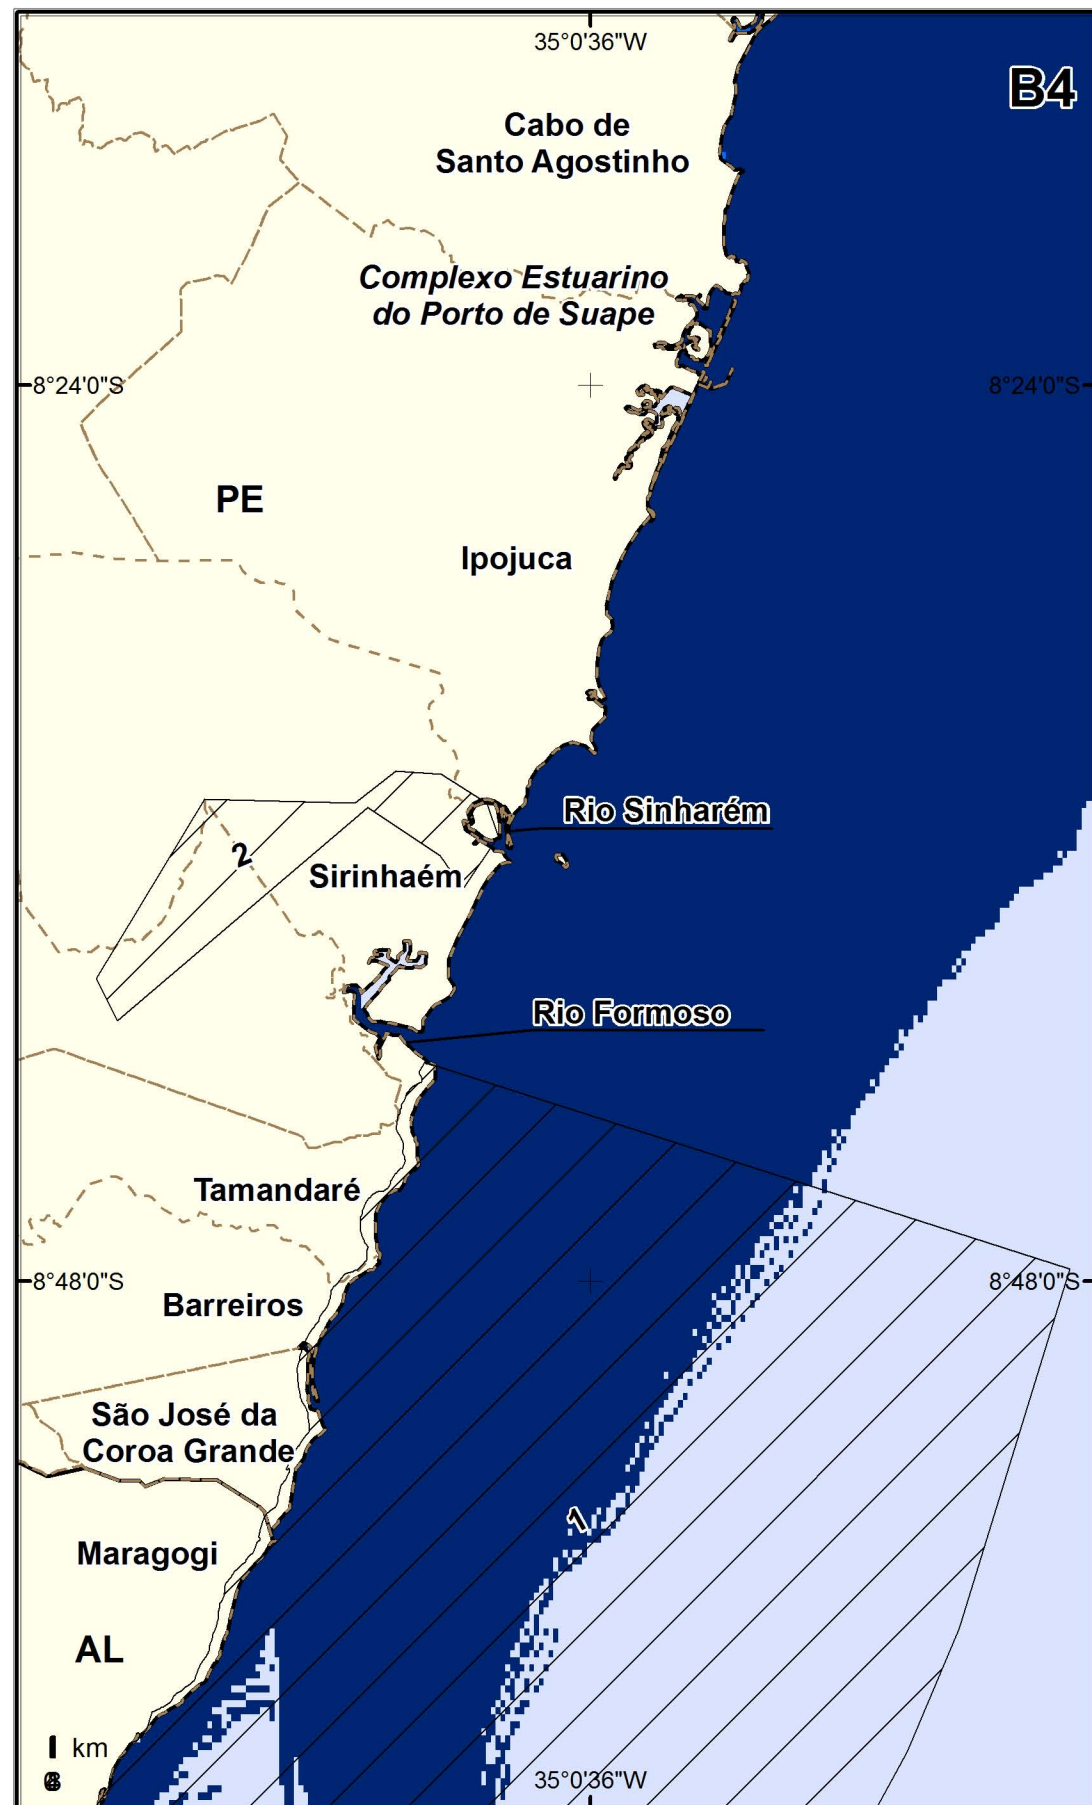 35°0'36"W
B4
Cabo de
Santo Agostinho
Complexo Estuarino
do Porto de Suape
8°24'0"S
8°24'0"S
PE
Ipojuca
Rio Sinharém
2
Sirinhaém
Rio Formoso
Tamandaré
8°48'0"S
8°48'0"S
Barreiros
São José da
Coroa Grande
1
Maragogi
AL
km
35°0'36"W